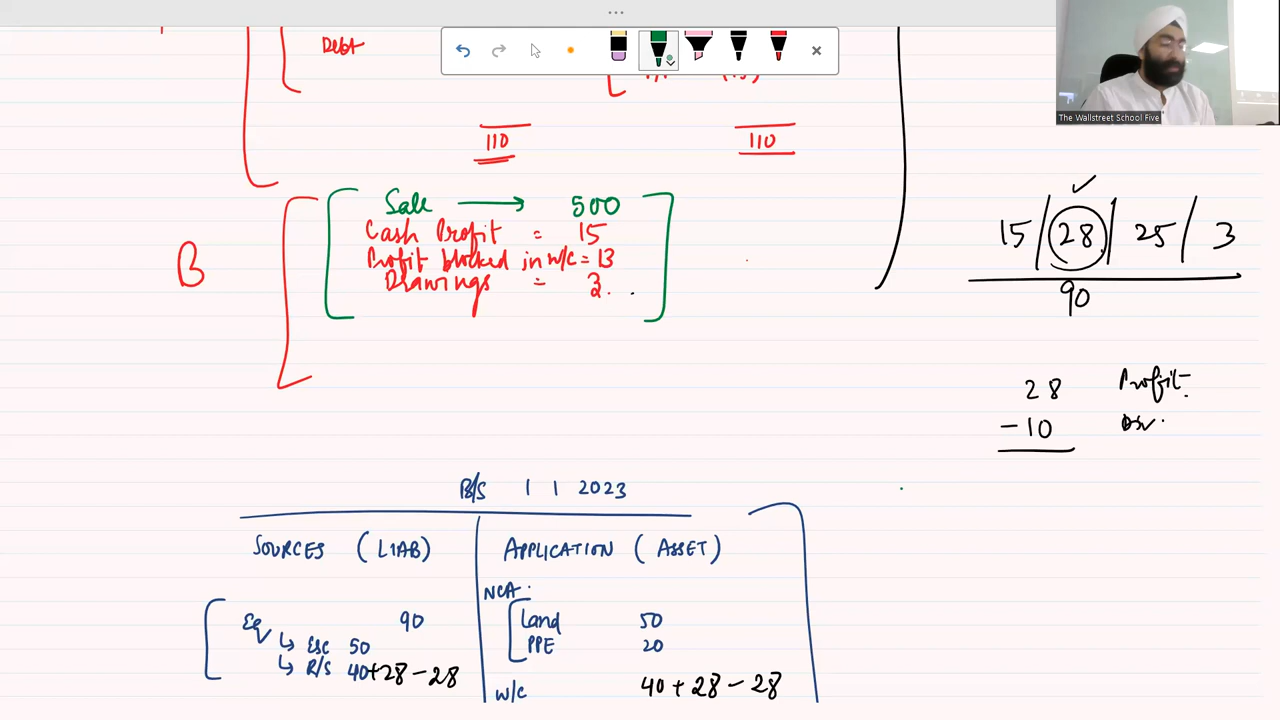 Debt
110 110
The Wallstreet School Five
B
Sale → 500
Cash Profit = 15
Profit blocked in w/c = 13
Drawings = 3.
15 / 28 / 25 / 3
90
28 Profit.
- 10
B/S 1 1 2023
SOURCES (LIAB)
Eq 90
↳ ESC 50
↳ R/S 40+28-28
APPLICATION (ASSET)
NCA.
Land 50
PPE 20
W/C 40+28-28